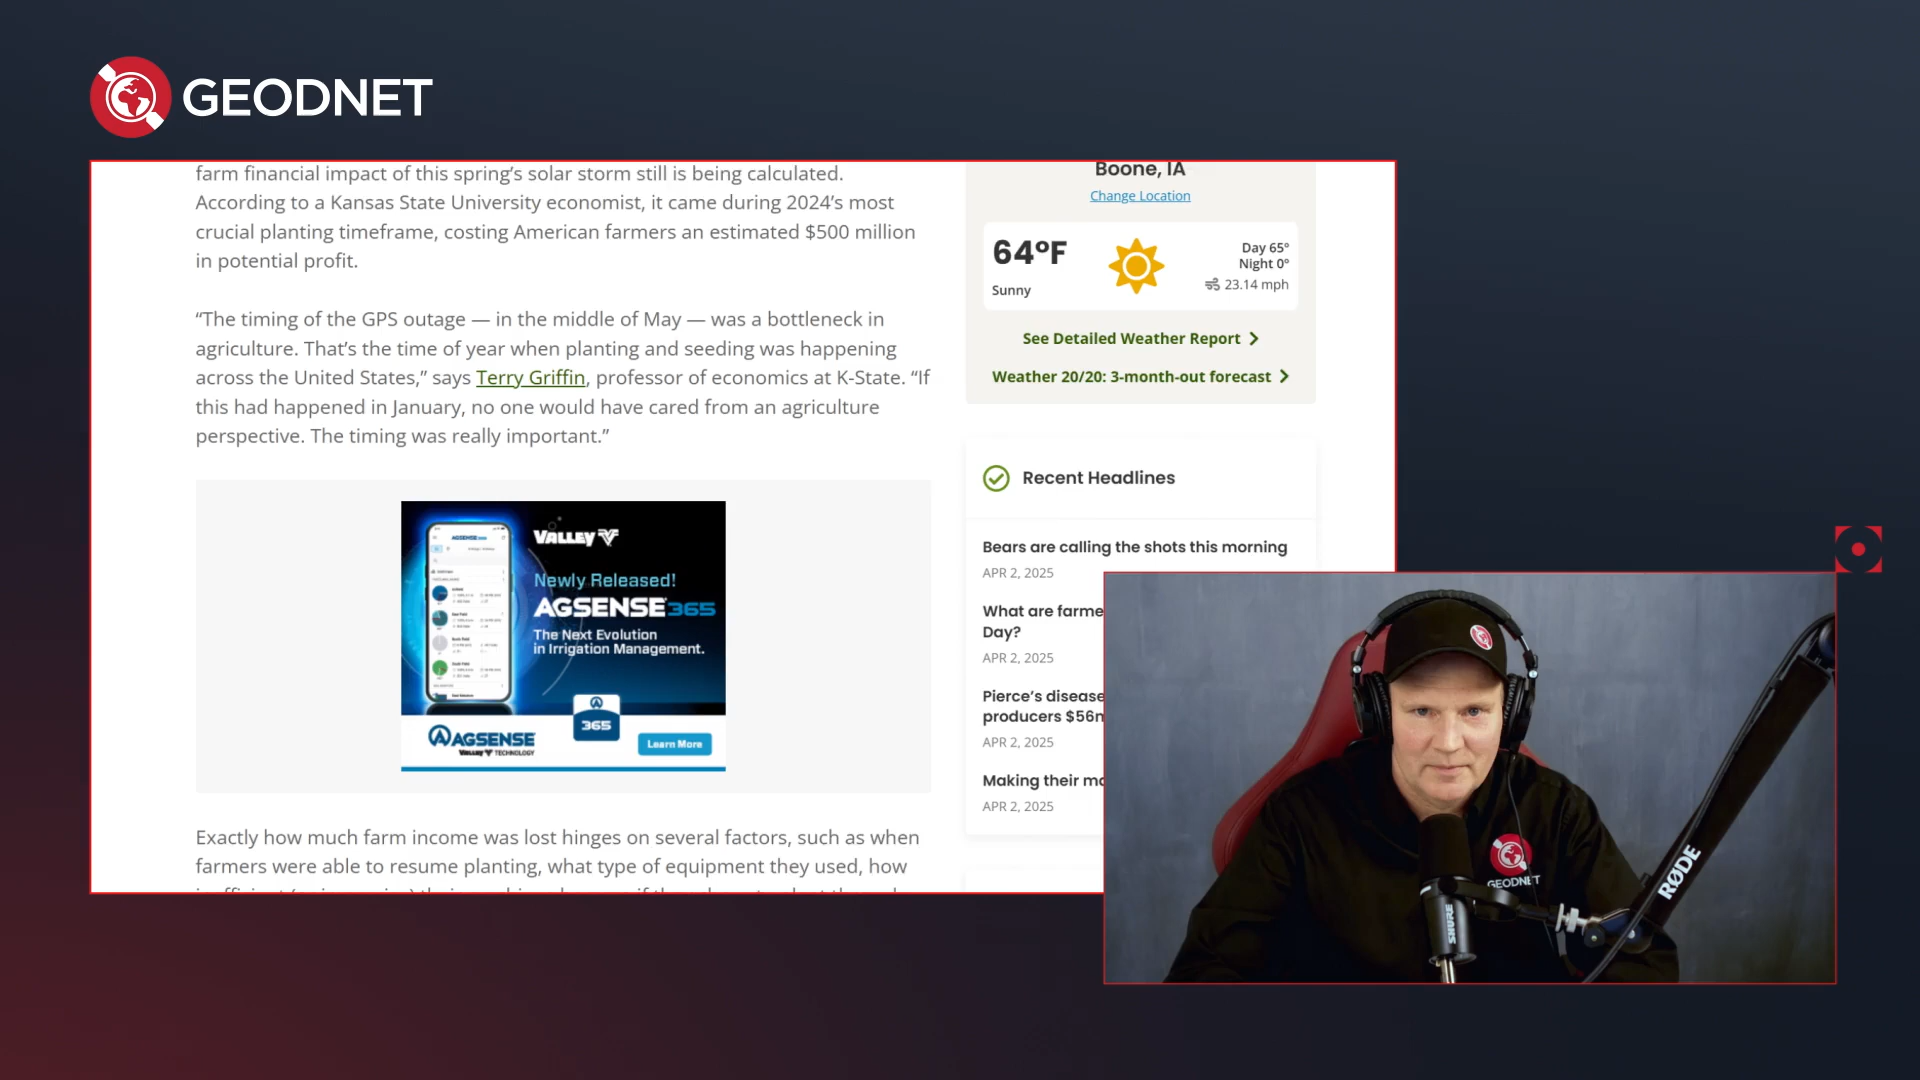 GEODNET
farm financial impact of this spring’s solar storm still is being calculated.
According to a Kansas State University economist, it came during 2024’s most
crucial planting timeframe, costing American farmers an estimated $500 million
in potential profit.
“The timing of the GPS outage — in the middle of May — was a bottleneck in
agriculture. That’s the time of year when planting and seeding was happening
across the United States,” says Terry Griffin, professor of economics at K-State. “If
this had happened in January, no one would have cared from an agriculture
perspective. The timing was really important.”
VALLEY
Newly Released!
AGSENSE365
The Next Evolution
in Irrigation Management.
AGSENSE
365
AGSENSE
VALLEY TECHNOLOGY
Learn More
Exactly how much farm income was lost hinges on several factors, such as when
farmers were able to resume planting, what type of equipment they used, how
Boone, IA
Change Location
64°F
Sunny
Day 65°
Night 0°
23.14 mph
See Detailed Weather Report
Weather 20/20: 3-month-out forecast
Recent Headlines
Bears are calling the shots this morning
APR 2, 2025
What are farme
Day?
APR 2, 2025
Pierce’s disease
producers $56m
APR 2, 2025
Making their
APR 2, 2025
GEODNET
SHURE
RØDE